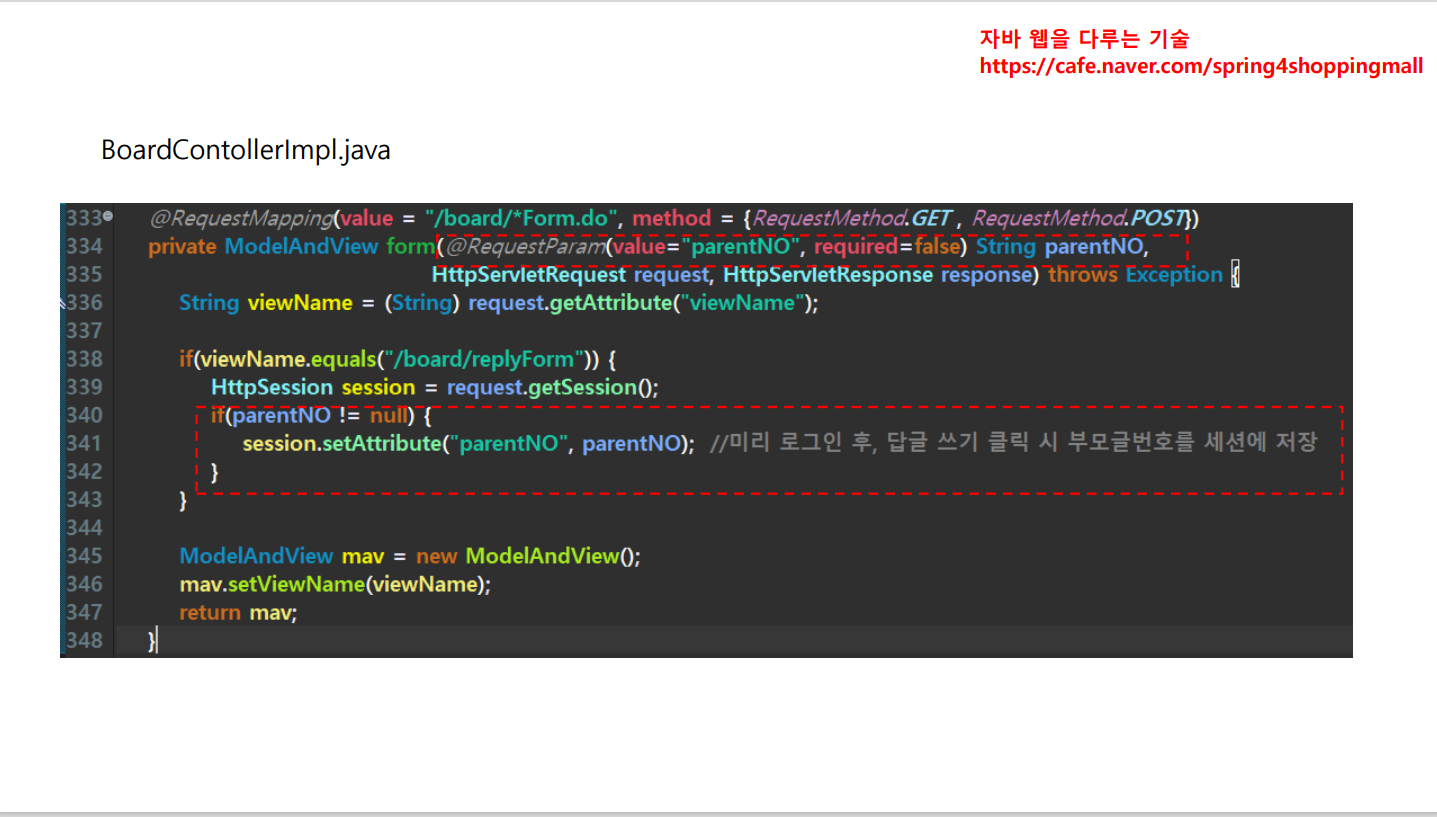 자바 웹을 다루는 기술
https://cafe.naver.com/spring4shoppingmall
BoardContollerImpl.java
333 @RequestMapping(value = "/board/*Form.do", method = {RequestMethod.GET , RequestMethod.POST})
334 private ModelAndView form(@RequestParam(value="parentNO", required=false) String parentNO,
335 HttpServletRequest request, HttpServletResponse response) throws Exception {
336 String viewName = (String) request.getAttribute("viewName");
337
338 if(viewName.equals("/board/replyForm")) {
339 HttpSession session = request.getSession();
340 if(parentNO != null) {
341 session.setAttribute("parentNO", parentNO); //미리 로그인 후, 답글 쓰기 클릭 시 부모글번호를 세션에 저장
342 }
343 }
344
345 ModelAndView mav = new ModelAndView();
346 mav.setViewName(viewName);
347 return mav;
348 }